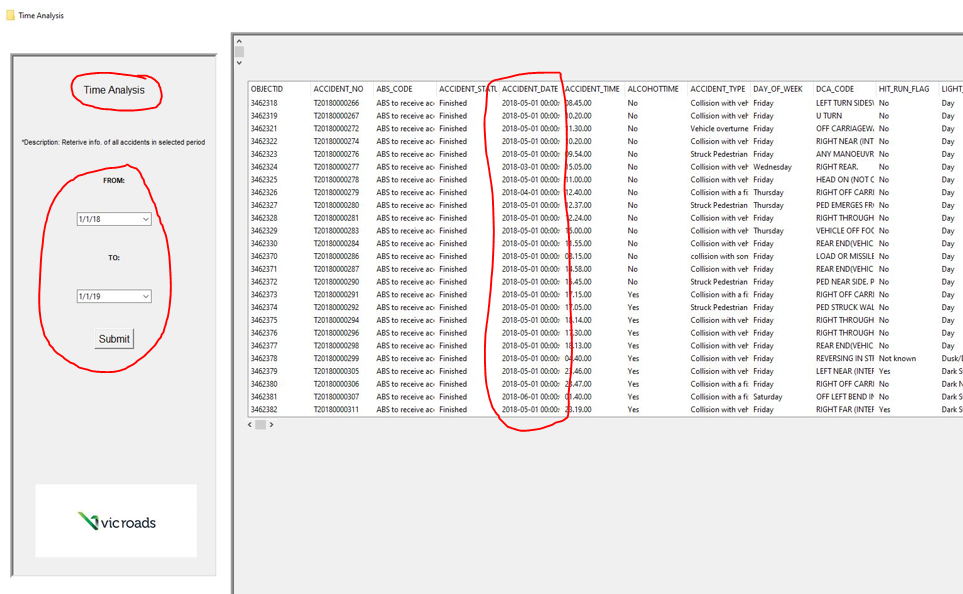 Time Analysis
Time Analysis
*Description: Reterive info. of all accidents in selected period
FROM:
1/1/18
TO:
1/1/19
Submit
vicroads
OBJECTID ACCIDENT_NO ABS_CODE ACCIDENT_STATU ACCIDENT_DATE ACCIDENT_TIME ALCOHOTTIME ACCIDENT_TYPE DAY_OF_WEEK DCA_CODE HIT_RUN_FLAG LIGHT_
3462318 T20180000266 ABS to receive ac Finished 2018-05-01 00:00: 08.45.00 No Collision with veh Friday LEFT TURN SIDES No Day
3462319 T20180000267 ABS to receive ac Finished 2018-05-01 00:00: 10.20.00 No Collision with veh Friday U TURN No Day
3462321 T20180000272 ABS to receive ac Finished 2018-05-01 00:00: 11.30.00 No Vehicle overturne Friday OFF CARRIAGEW No Day
3462322 T20180000274 ABS to receive ac Finished 2018-05-01 00:00: 10.20.00 No Collision with veh Friday RIGHT NEAR (INT No Day
3462323 T20180000276 ABS to receive ac Finished 2018-05-01 00:00: 09.54 No Struck Pedestrian Friday ANY MANOEUVR No Day
3462324 T20180000277 ABS to receive ac Finished 2018-03-01 00:00: 15.05.00 No Collision with veh Wednesday RIGHT REAR. No Day
3462325 T20180000278 ABS to receive ac Finished 2018-05-01 00:00: 11.00.00 No Collision with veh Friday HEAD ON (NOT C No Day
3462326 T20180000279 ABS to receive ac Finished 2018-04-01 00:00: 12.40.00 No Collision with a fi Thursday RIGHT OFF CARRI No Day
3462327 T20180000280 ABS to receive ac Finished 2018-05-01 00:00: 12.37.00 No Struck Pedestrian Thursday PED EMERGES FR No Day
3462328 T20180000281 ABS to receive ac Finished 2018-05-01 00:00: 12.24.00 No Collision with veh Friday RIGHT THROUGH No Day
3462329 T20180000283 ABS to receive ac Finished 2018-05-01 00:00: 16.00.00 No Collision with veh Thursday VEHICLE OFF FOC No Day
3462330 T20180000284 ABS to receive ac Finished 2018-05-01 00:00: 11.55.00 No Collision with veh Friday REAR END(VEHIC No Day
3462370 T20180000286 ABS to receive ac Finished 2018-05-01 00:00: 08.15.00 No collision with son Friday LOAD OR MISSILE No Day
3462371 T20180000287 ABS to receive ac Finished 2018-05-01 00:00: 14.58.00 No Collision with veh Friday REAR END(VEHIC No Day
3462372 T20180000290 ABS to receive ac Finished 2018-05-01 00:00: .45.00 No Struck Pedestrian Friday PED NEAR SIDE. P No Day
3462373 T20180000291 ABS to receive ac Finished 2018-05-01 00:00: 17.15.00 Yes Collision with a fi Friday RIGHT OFF CARRI No Day
3462374 T20180000292 ABS to receive ac Finished 2018-05-01 00:00: 17.05.00 Yes Struck Pedestrian Friday PED STRUCK WAL No Day
3462375 T20180000294 ABS to receive ac Finished 2018-05-01 00:00: 18.14.00 Yes Collision with veh Friday RIGHT THROUGH No Day
3462376 T20180000296 ABS to receive ac Finished 2018-05-01 00:00: 17.30.00 Yes Collision with veh Friday RIGHT THROUGH No Day
3462377 T20180000298 ABS to receive ac Finished 2018-05-01 00:00: 18.13.00 Yes Collision with veh Friday REAR END(VEHIC No Day
3462378 T20180000299 ABS to receive ac Finished 2018-05-01 00:00: 04.40.00 Yes Collision with veh Friday REVERSING IN STI Not known Dusk/I
3462379 T20180000305 ABS to receive ac Finished 2018-05-01 00:00: 23.46.00 Yes Collision with veh Friday LEFT NEAR (INTER Yes Dark S
3462380 T20180000306 ABS to receive ac Finished 2018-05-01 00:00: 23.47.00 Yes Collision with a fi Friday RIGHT OFF CARRI No Dark N
3462381 T20180000307 ABS to receive ac Finished 2018-06-01 00:00: 01.40.00 Yes Collision with a fi Saturday OFF LEFT BEND IN No Dark S
3462382 T20180000311 ABS to receive ac Finished 2018-05-01 00:00: 23.19.00 Yes Collision with veh Friday RIGHT FAR (INTER Yes Dark S